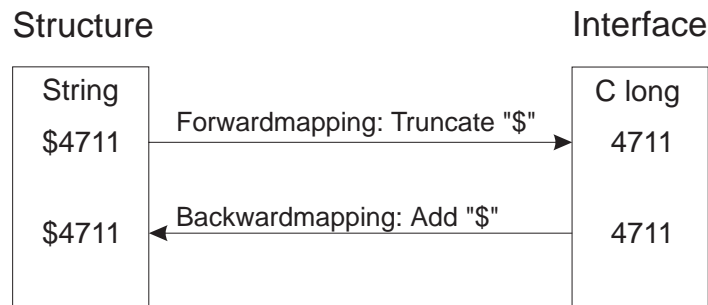 Structure Interface
String C long
Forwardmapping: Truncate "$"
$4711 4711
Backwardmapping: Add "$"
$4711 4711